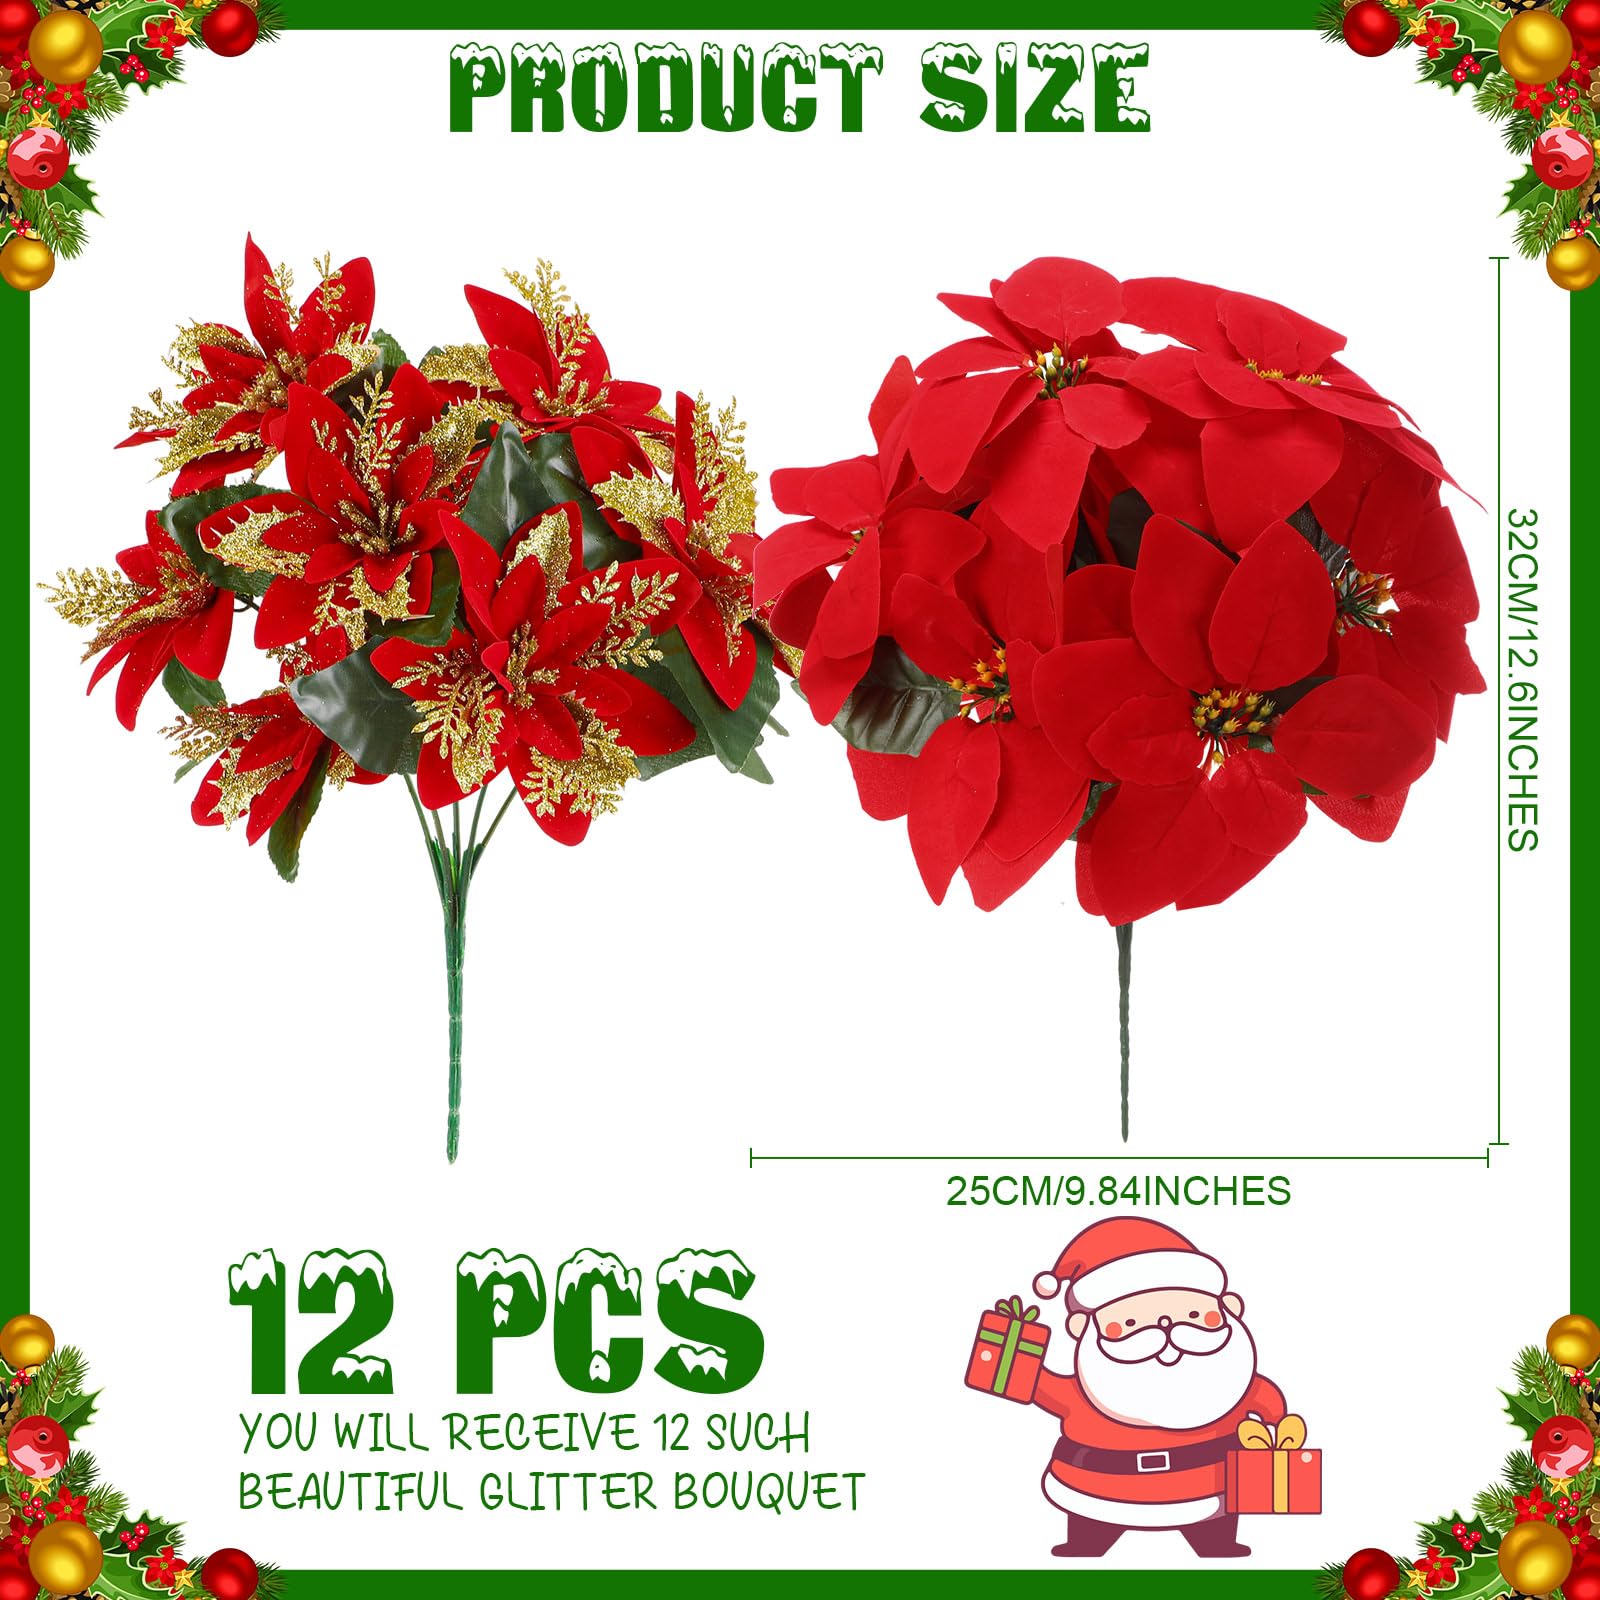 PRODUCT SIZE
32CM/12.6INCHES
25CM/9.84INCHES
12 PCS
YOU WILL RECEIVE 12 SUCH
BEAUTIFUL GLITTER BOUQUET